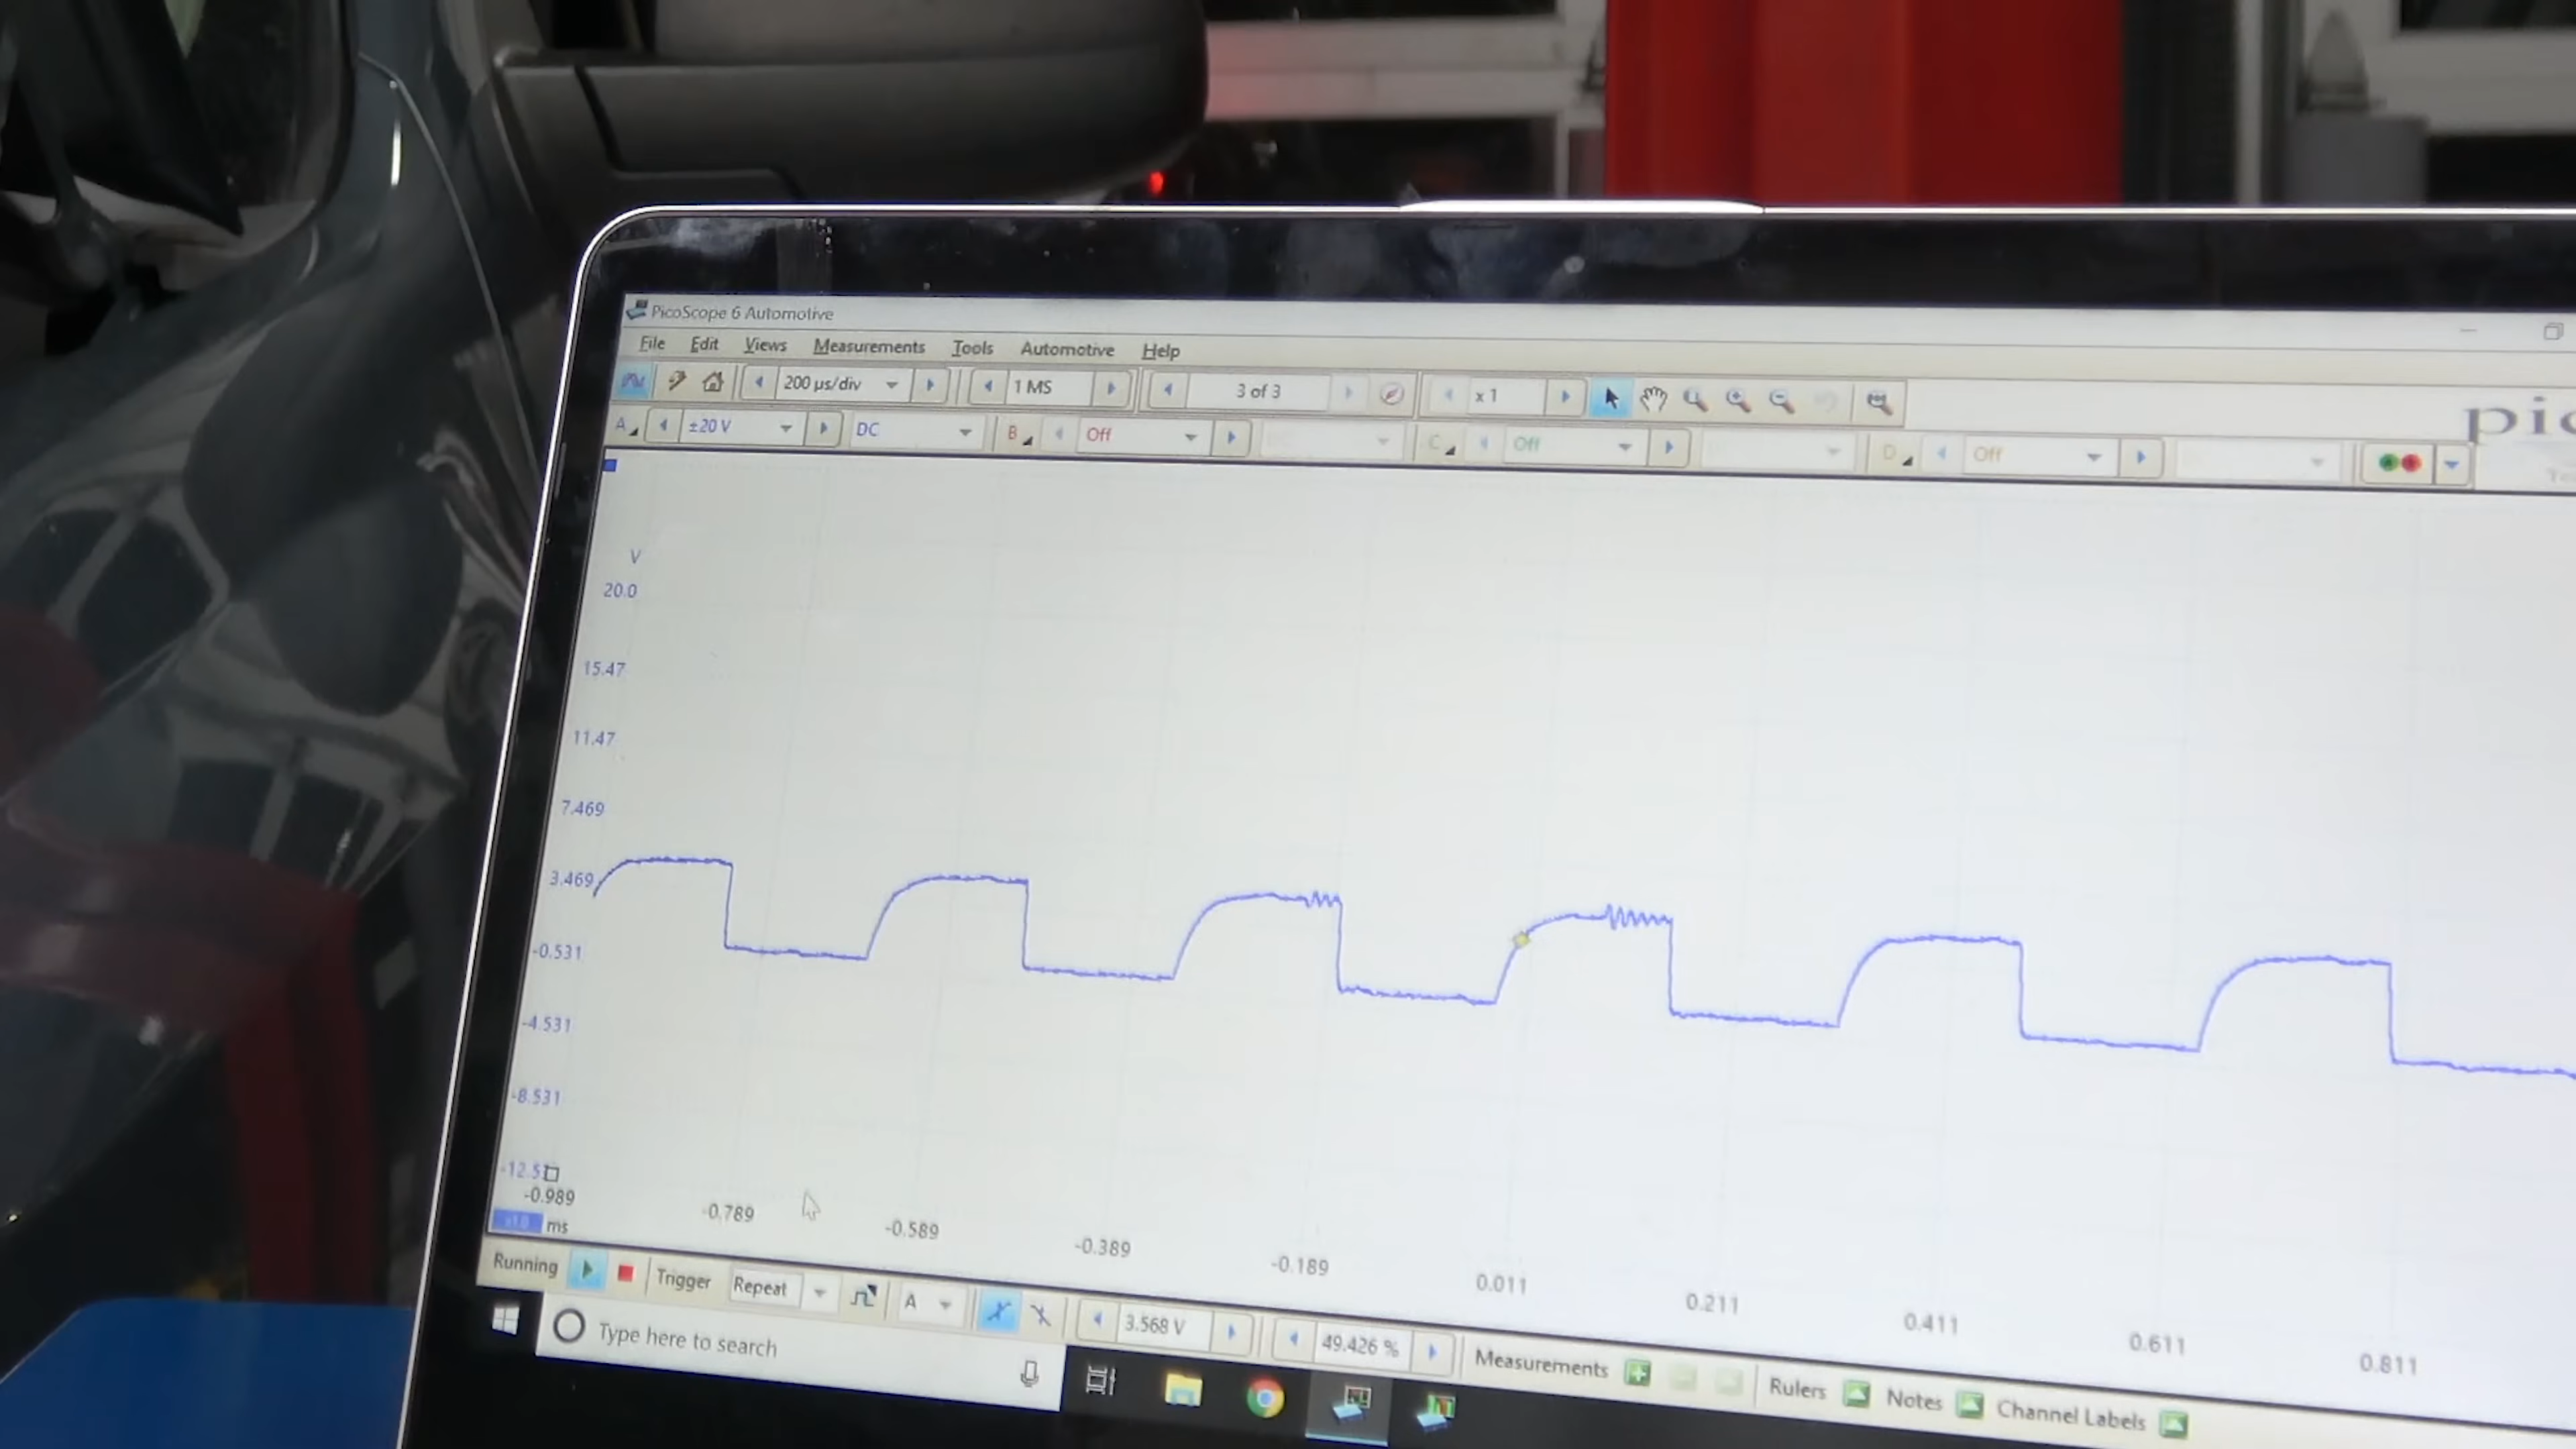 PicoScope 6 Automotive
File Edit Views Measurements Tools Automotive Help
200 µs/div 1 MS 3 of 3 x 1
A ±20 V DC B Off C Off D Off
pic
V
20.0
15.47
11.47
7.469
3.469
-0.531
-4.531
-8.531
-12.5
-0.989 -0.789 -0.589 -0.389 -0.189 0.011 0.211 0.411 0.611 0.811
ms
Running Trigger Repeat A 3.568 V 49.426 % Measurements Rulers Notes Channel Labels
Type here to search